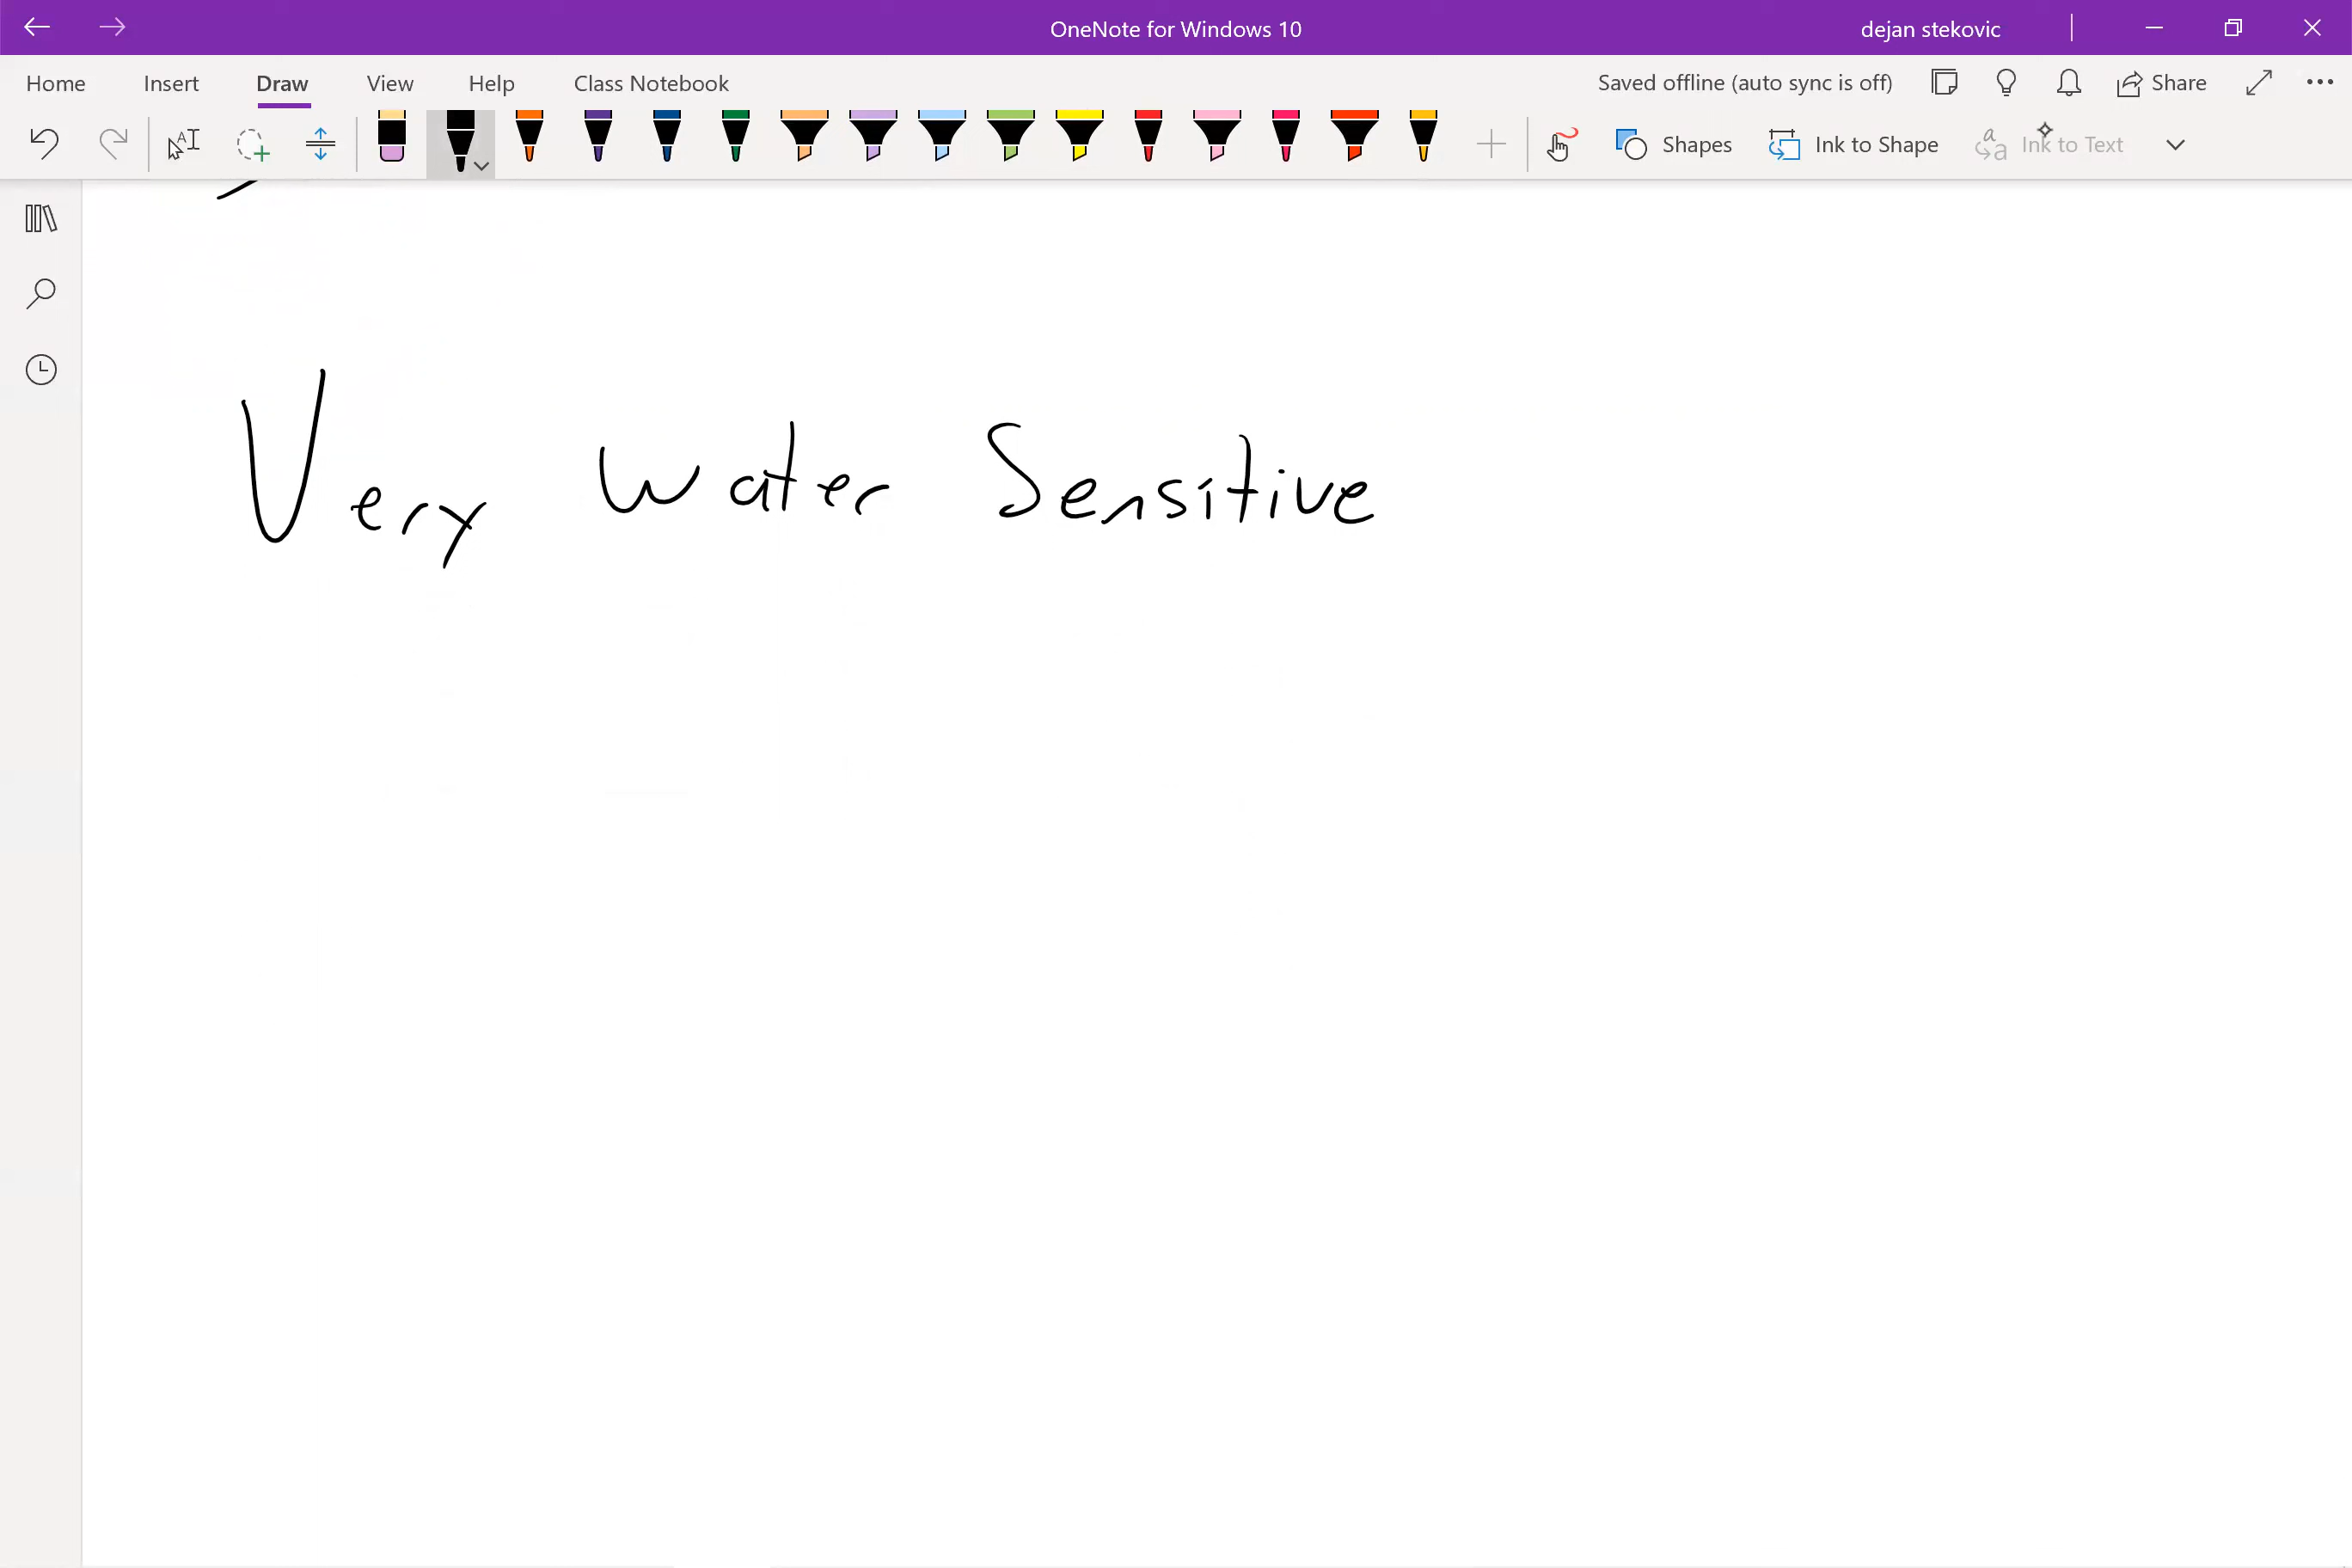 OneNote for Windows 10 dejan stekovic
Home Insert Draw View Help Class Notebook Saved offline (auto sync is off) Share
Shapes Ink to Shape Ink to Text
Very water Sensitive